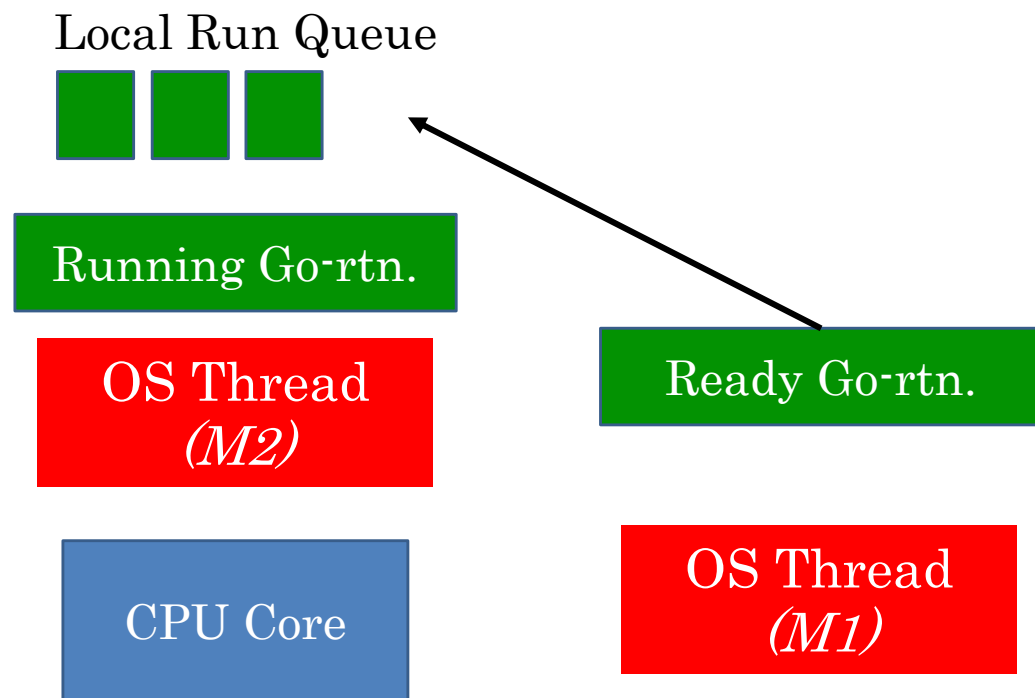 Local Run Queue
Running Go-rtn.
OS Thread
(M2)
CPU Core
Ready Go-rtn.
OS Thread
(M1)